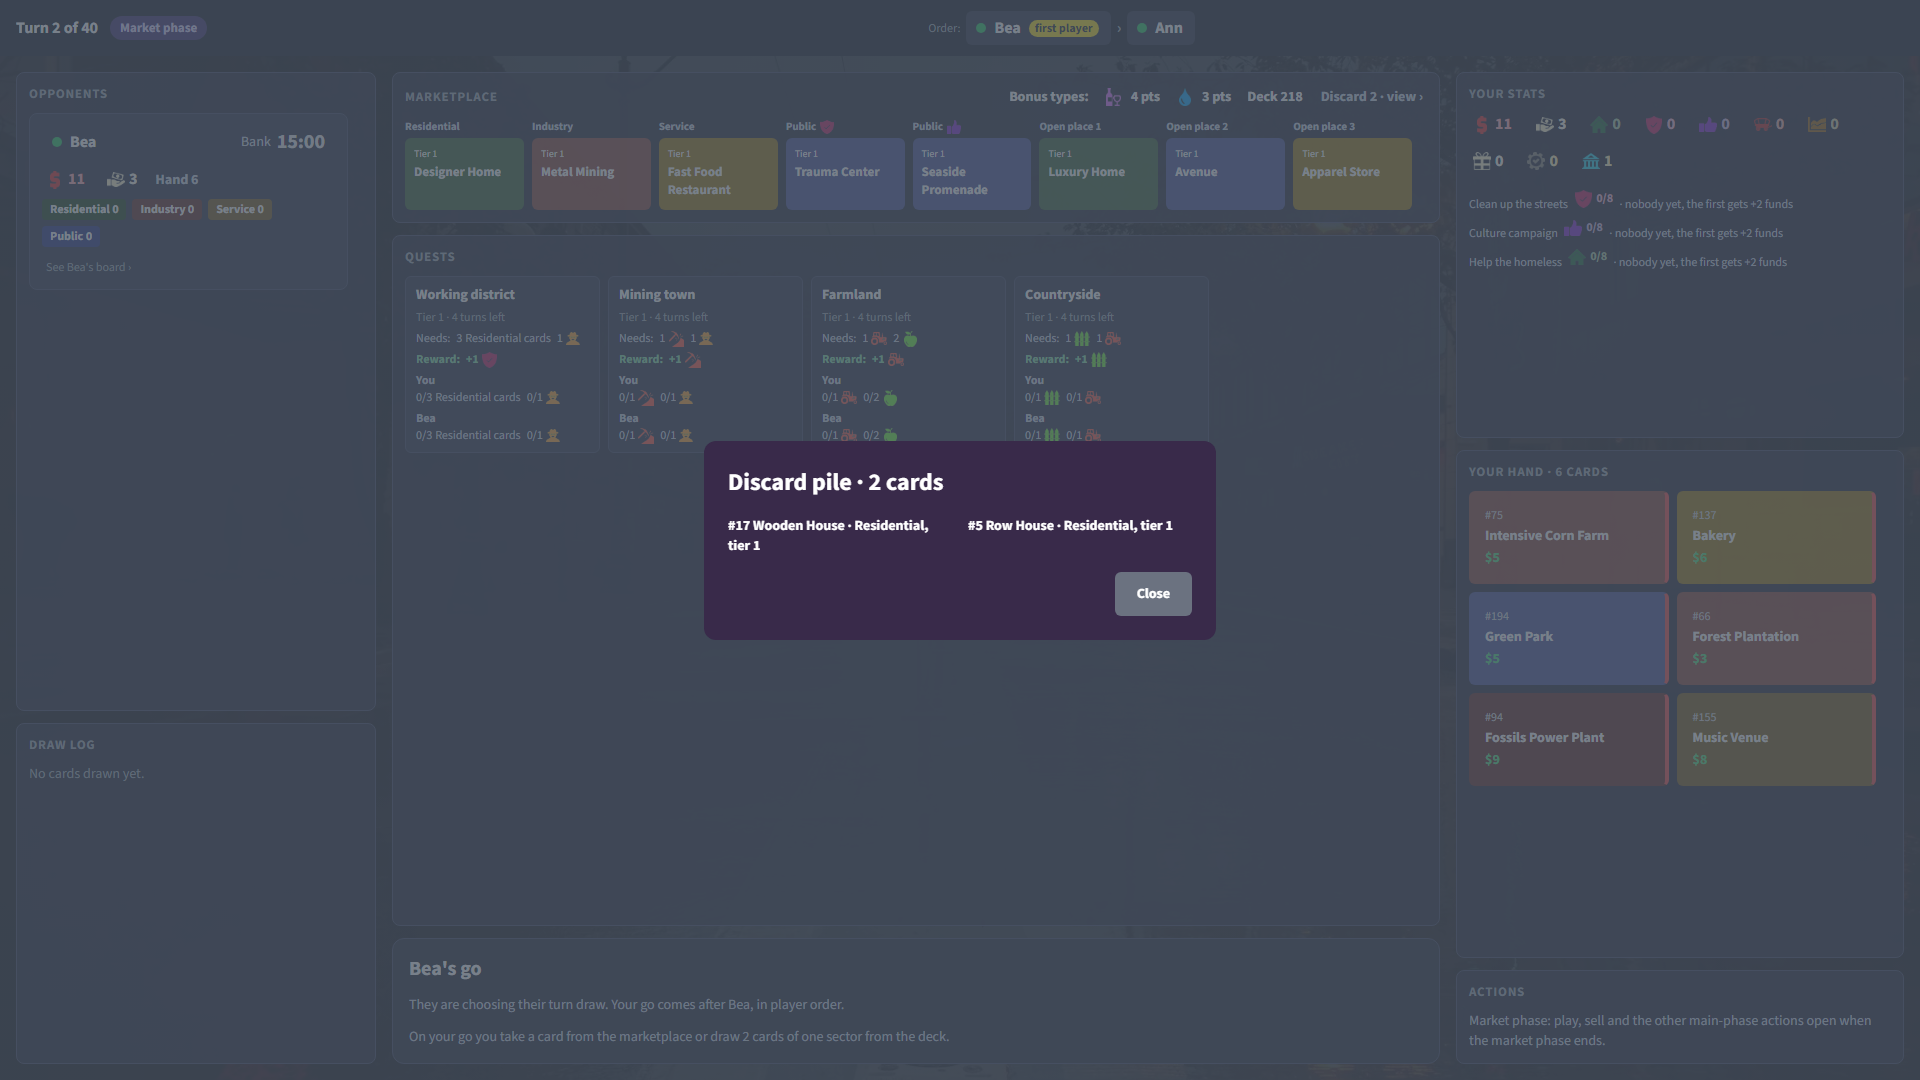 Turn 2 of 40
Market phase
Order:
Bea
first player
›
Ann
OPPONENTS
Bea
Bank 15:00
11
3
Hand 6
Residential 0
Industry 0
Service 0
Public 0
See Bea's board ›
DRAW LOG
No cards drawn yet.
MARKETPLACE
Bonus types:
4 pts
3 pts
Deck 218
Discard 2 · view ›
Residential
Tier 1
Designer Home
Industry
Tier 1
Metal Mining
Service
Tier 1
Fast Food
Restaurant
Public
Tier 1
Trauma Center
Public
Tier 1
Seaside
Promenade
Open place 1
Tier 1
Luxury Home
Open place 2
Tier 1
Avenue
Open place 3
Tier 1
Apparel Store
QUESTS
Working district
Tier 1 · 4 turns left
Needs: 3 Residential cards 1
Reward: +1
You
0/3 Residential cards 0/1
Bea
0/3 Residential cards 0/1
Mining town
Tier 1 · 4 turns left
Needs: 1 1
Reward: +1
You
0/1 0/1
Bea
0/1 0/1
Farmland
Tier 1 · 4 turns left
Needs: 1 2
Reward: +1
You
0/1 0/2
Bea
0/1 0/2
Countryside
Tier 1 · 4 turns left
Needs: 1 1
Reward: +1
You
0/1 0/1
Bea
0/1 0/1
Discard pile · 2 cards
#17 Wooden House · Residential,
tier 1
#5 Row House · Residential, tier 1
Close
Bea's go
They are choosing their turn draw. Your go comes after Bea, in player order.
On your go you take a card from the marketplace or draw 2 cards of one sector from the deck.
YOUR STATS
11 3 0 0 0 0 0
0 0 1
Clean up the streets 0/8 · nobody yet, the first gets +2 funds
Culture campaign 0/8 · nobody yet, the first gets +2 funds
Help the homeless 0/8 · nobody yet, the first gets +2 funds
YOUR HAND · 6 CARDS
#75
Intensive Corn Farm
$5
#137
Bakery
$6
#194
Green Park
$5
#66
Forest Plantation
$3
#94
Fossils Power Plant
$9
#155
Music Venue
$8
ACTIONS
Market phase: play, sell and the other main-phase actions open when
the market phase ends.